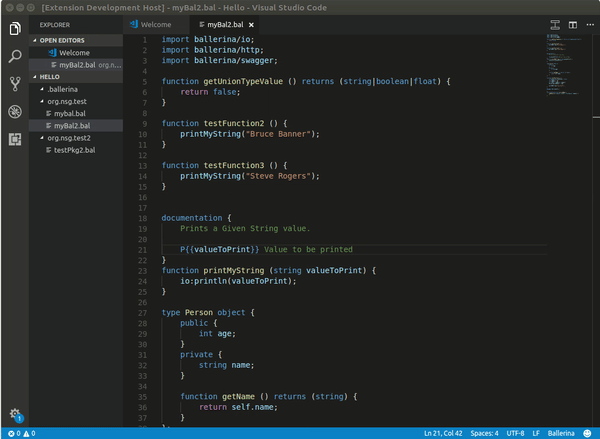 [Extension Development Host] - myBal2.bal - Hello - Visual Studio Code
EXPLORER
OPEN EDITORS
Welcome
myBal2.bal org.n...
HELLO
.ballerina
org.nsg.test
mybal.bal
myBal2.bal
org.nsg.test2
testPkg2.bal
Welcome
myBal2.bal
1 import ballerina/io;
2 import ballerina/http;
3 import ballerina/swagger;
4
5 function getUnionTypeValue () returns (string|boolean|float) {
6 return false;
7 }
8
9 function testFunction2 () {
10 printMyString("Bruce Banner");
11 }
12
13 function testFunction3 () {
14 printMyString("Steve Rogers");
15 }
16
17
18 documentation {
19 Prints a Given String value.
20
21 P{{valueToPrint}} Value to be printed
22 }
23 function printMyString (string valueToPrint) {
24 io:println(valueToPrint);
25 }
26
27 type Person object {
28 public {
29 int age;
30 }
31 private {
32 string name;
33 }
34
35 function getName () returns (string) {
36 return self.name;
37 }
1
0 0
Ln 21, Col 42 Spaces: 4 UTF-8 LF Ballerina